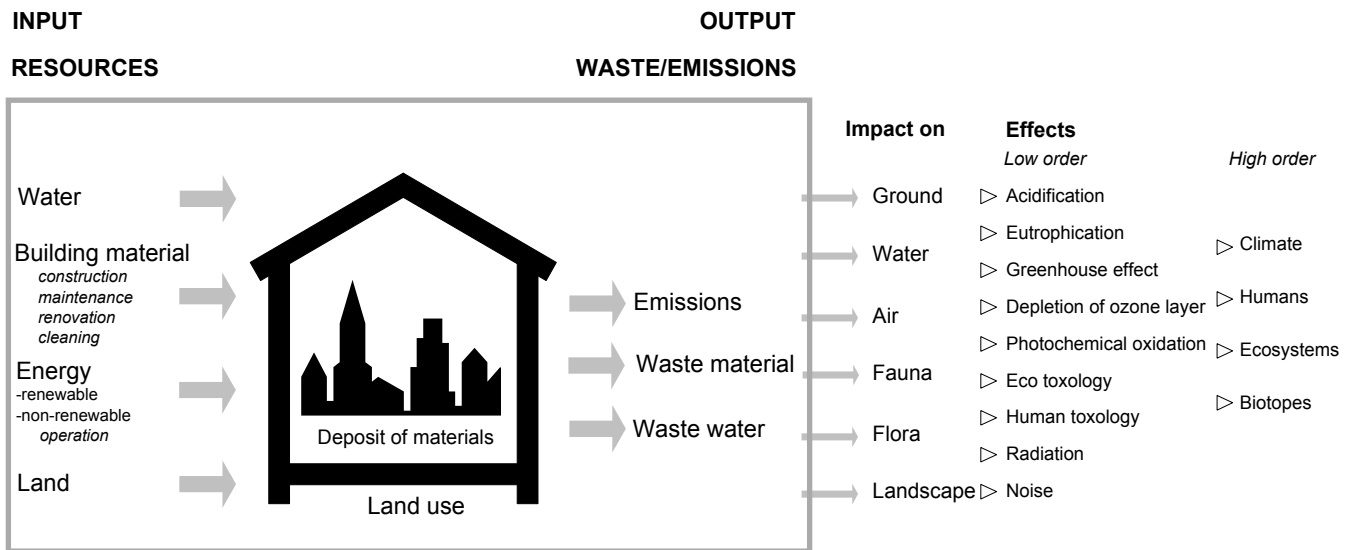 INPUT
OUTPUT
RESOURCES
WASTE/EMISSIONS
Water
Building material
construction
maintenance
renovation
cleaning
Energy
-renewable
-non-renewable
operation
Land
Deposit of materials
Land use
Emissions
Waste material
Waste water
Impact on
Ground
Water
Air
Fauna
Flora
Landscape
Effects
Low order
Acidification
Eutrophication
Greenhouse effect
Depletion of ozone layer
Photochemical oxidation
Eco toxology
Human toxology
Radiation
Noise
High order
Climate
Humans
Ecosystems
Biotopes